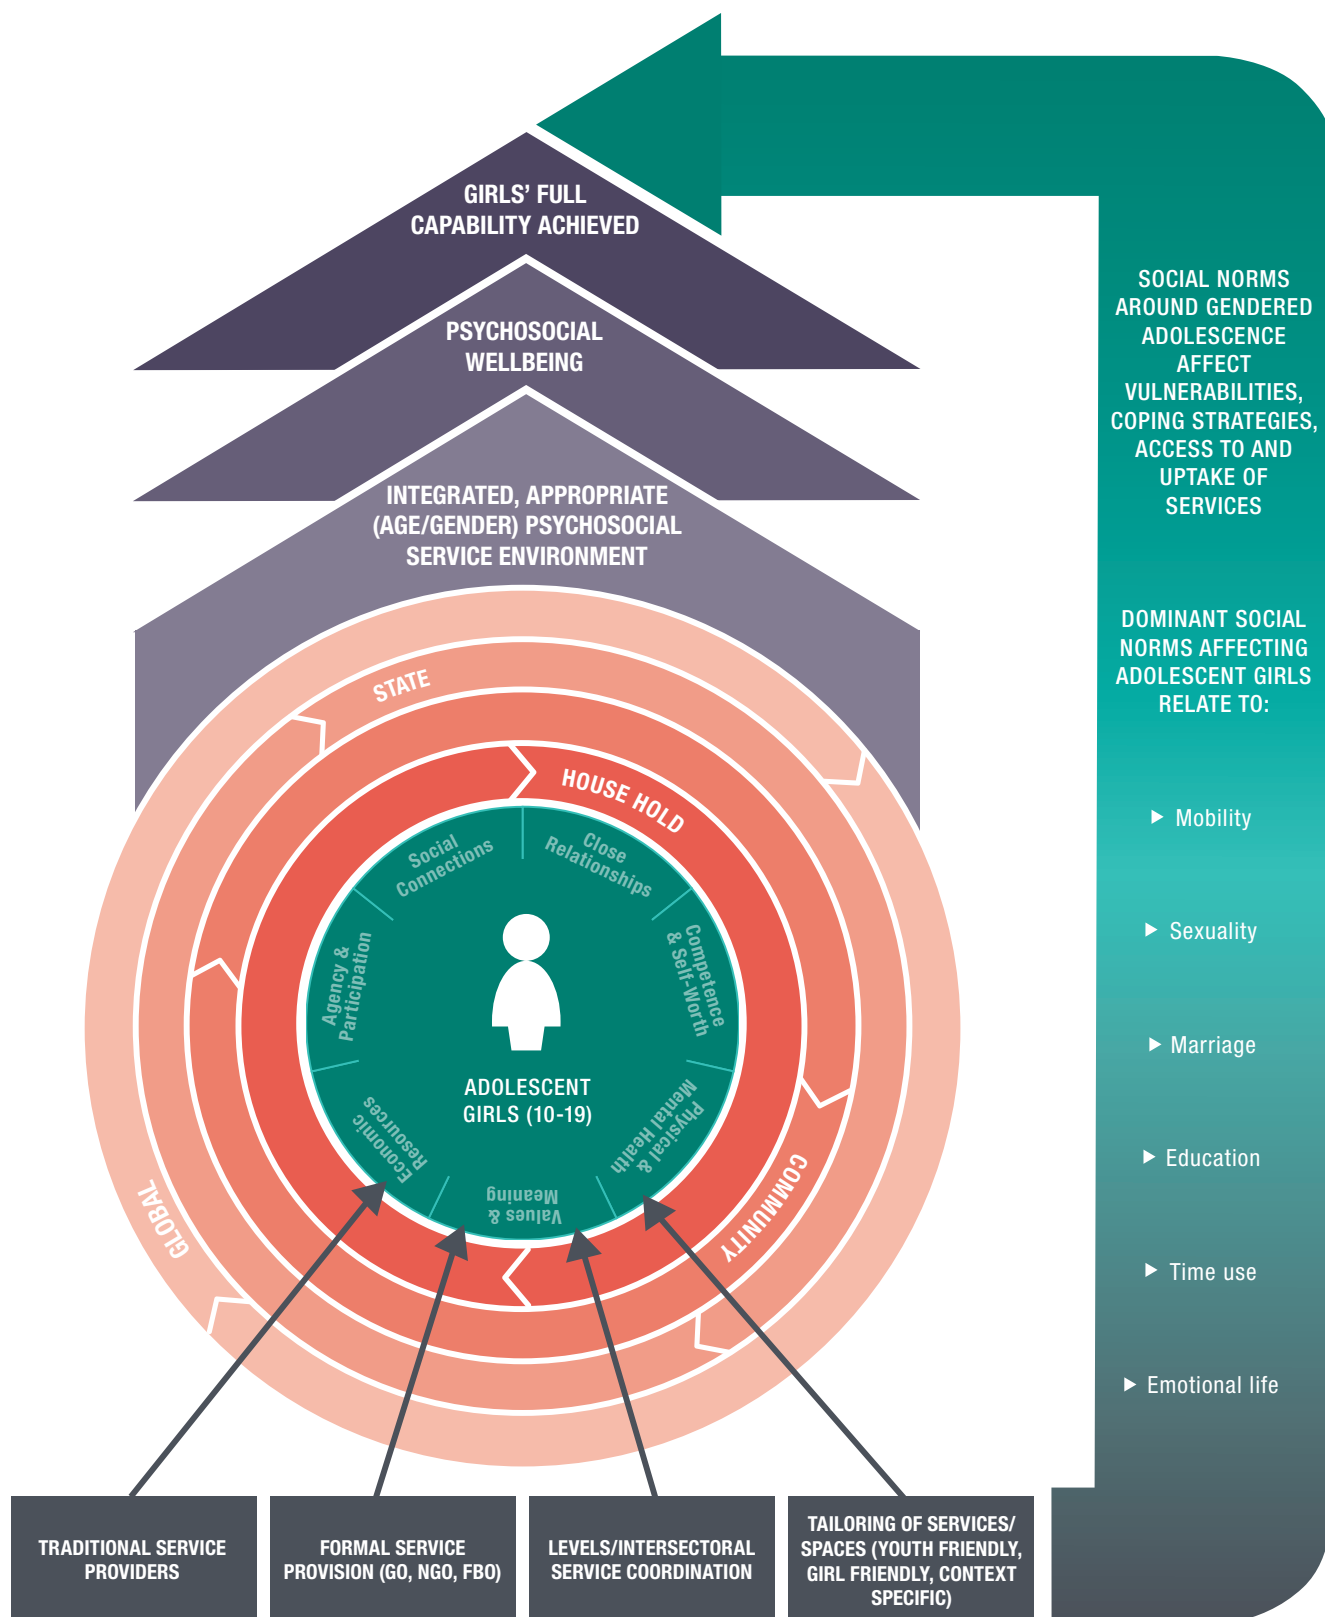 GIRLS' FULL
CAPABILITY ACHIEVED
PSYCHOSOCIAL
WELLBEING
INTEGRATED, APPROPRIATE
(AGE/GENDER) PSYCHOSOCIAL
SERVICE ENVIRONMENT
STATE
HOUSE HOLD
COMMUNITY
GLOBAL
Social
Connections
Close
Relationships
Competence
& Self-Worth
Physical &
Mental Health
Values &
Meaning
Economic
Resources
Agency &
Participation
ADOLESCENT
GIRLS (10-19)
TRADITIONAL SERVICE
PROVIDERS
FORMAL SERVICE
PROVISION (GO, NGO, FBO)
LEVELS/INTERSECTORAL
SERVICE COORDINATION
TAILORING OF SERVICES/
SPACES (YOUTH FRIENDLY,
GIRL FRIENDLY, CONTEXT
SPECIFIC)
SOCIAL NORMS
AROUND GENDERED
ADOLESCENCE
AFFECT
VULNERABILITIES,
COPING STRATEGIES,
ACCESS TO AND
UPTAKE OF
SERVICES
DOMINANT SOCIAL
NORMS AFFECTING
ADOLESCENT GIRLS
RELATE TO:
Mobility
Sexuality
Marriage
Education
Time use
Emotional life